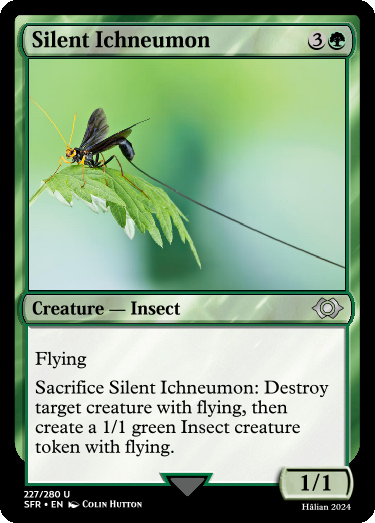 Silent Ichneumon 3
Creature — Insect
Flying
Sacrifice Silent Ichneumon: Destroy
target creature with flying, then
create a 1/1 green Insect creature
token with flying.
1/1
227/280 U
SFR • EN Colin Hutton
Hālian 2024